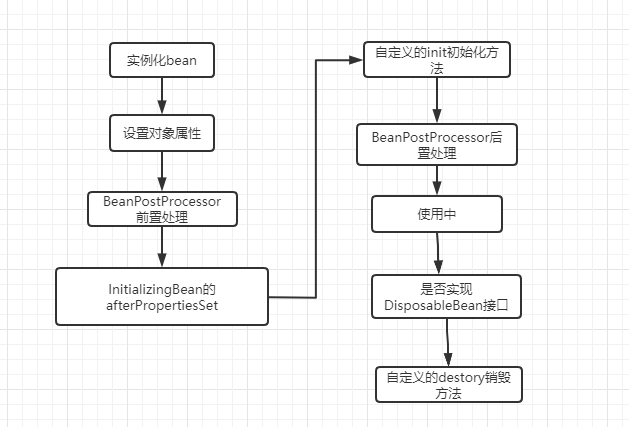 实例化bean
设置对象属性
BeanPostProcessor
前置处理
InitializingBean的
afterPropertiesSet
自定义的init初始化方
法
BeanPostProcessor后
置处理
使用中
是否实现
DisposableBean接口
自定义的destory销毁
方法